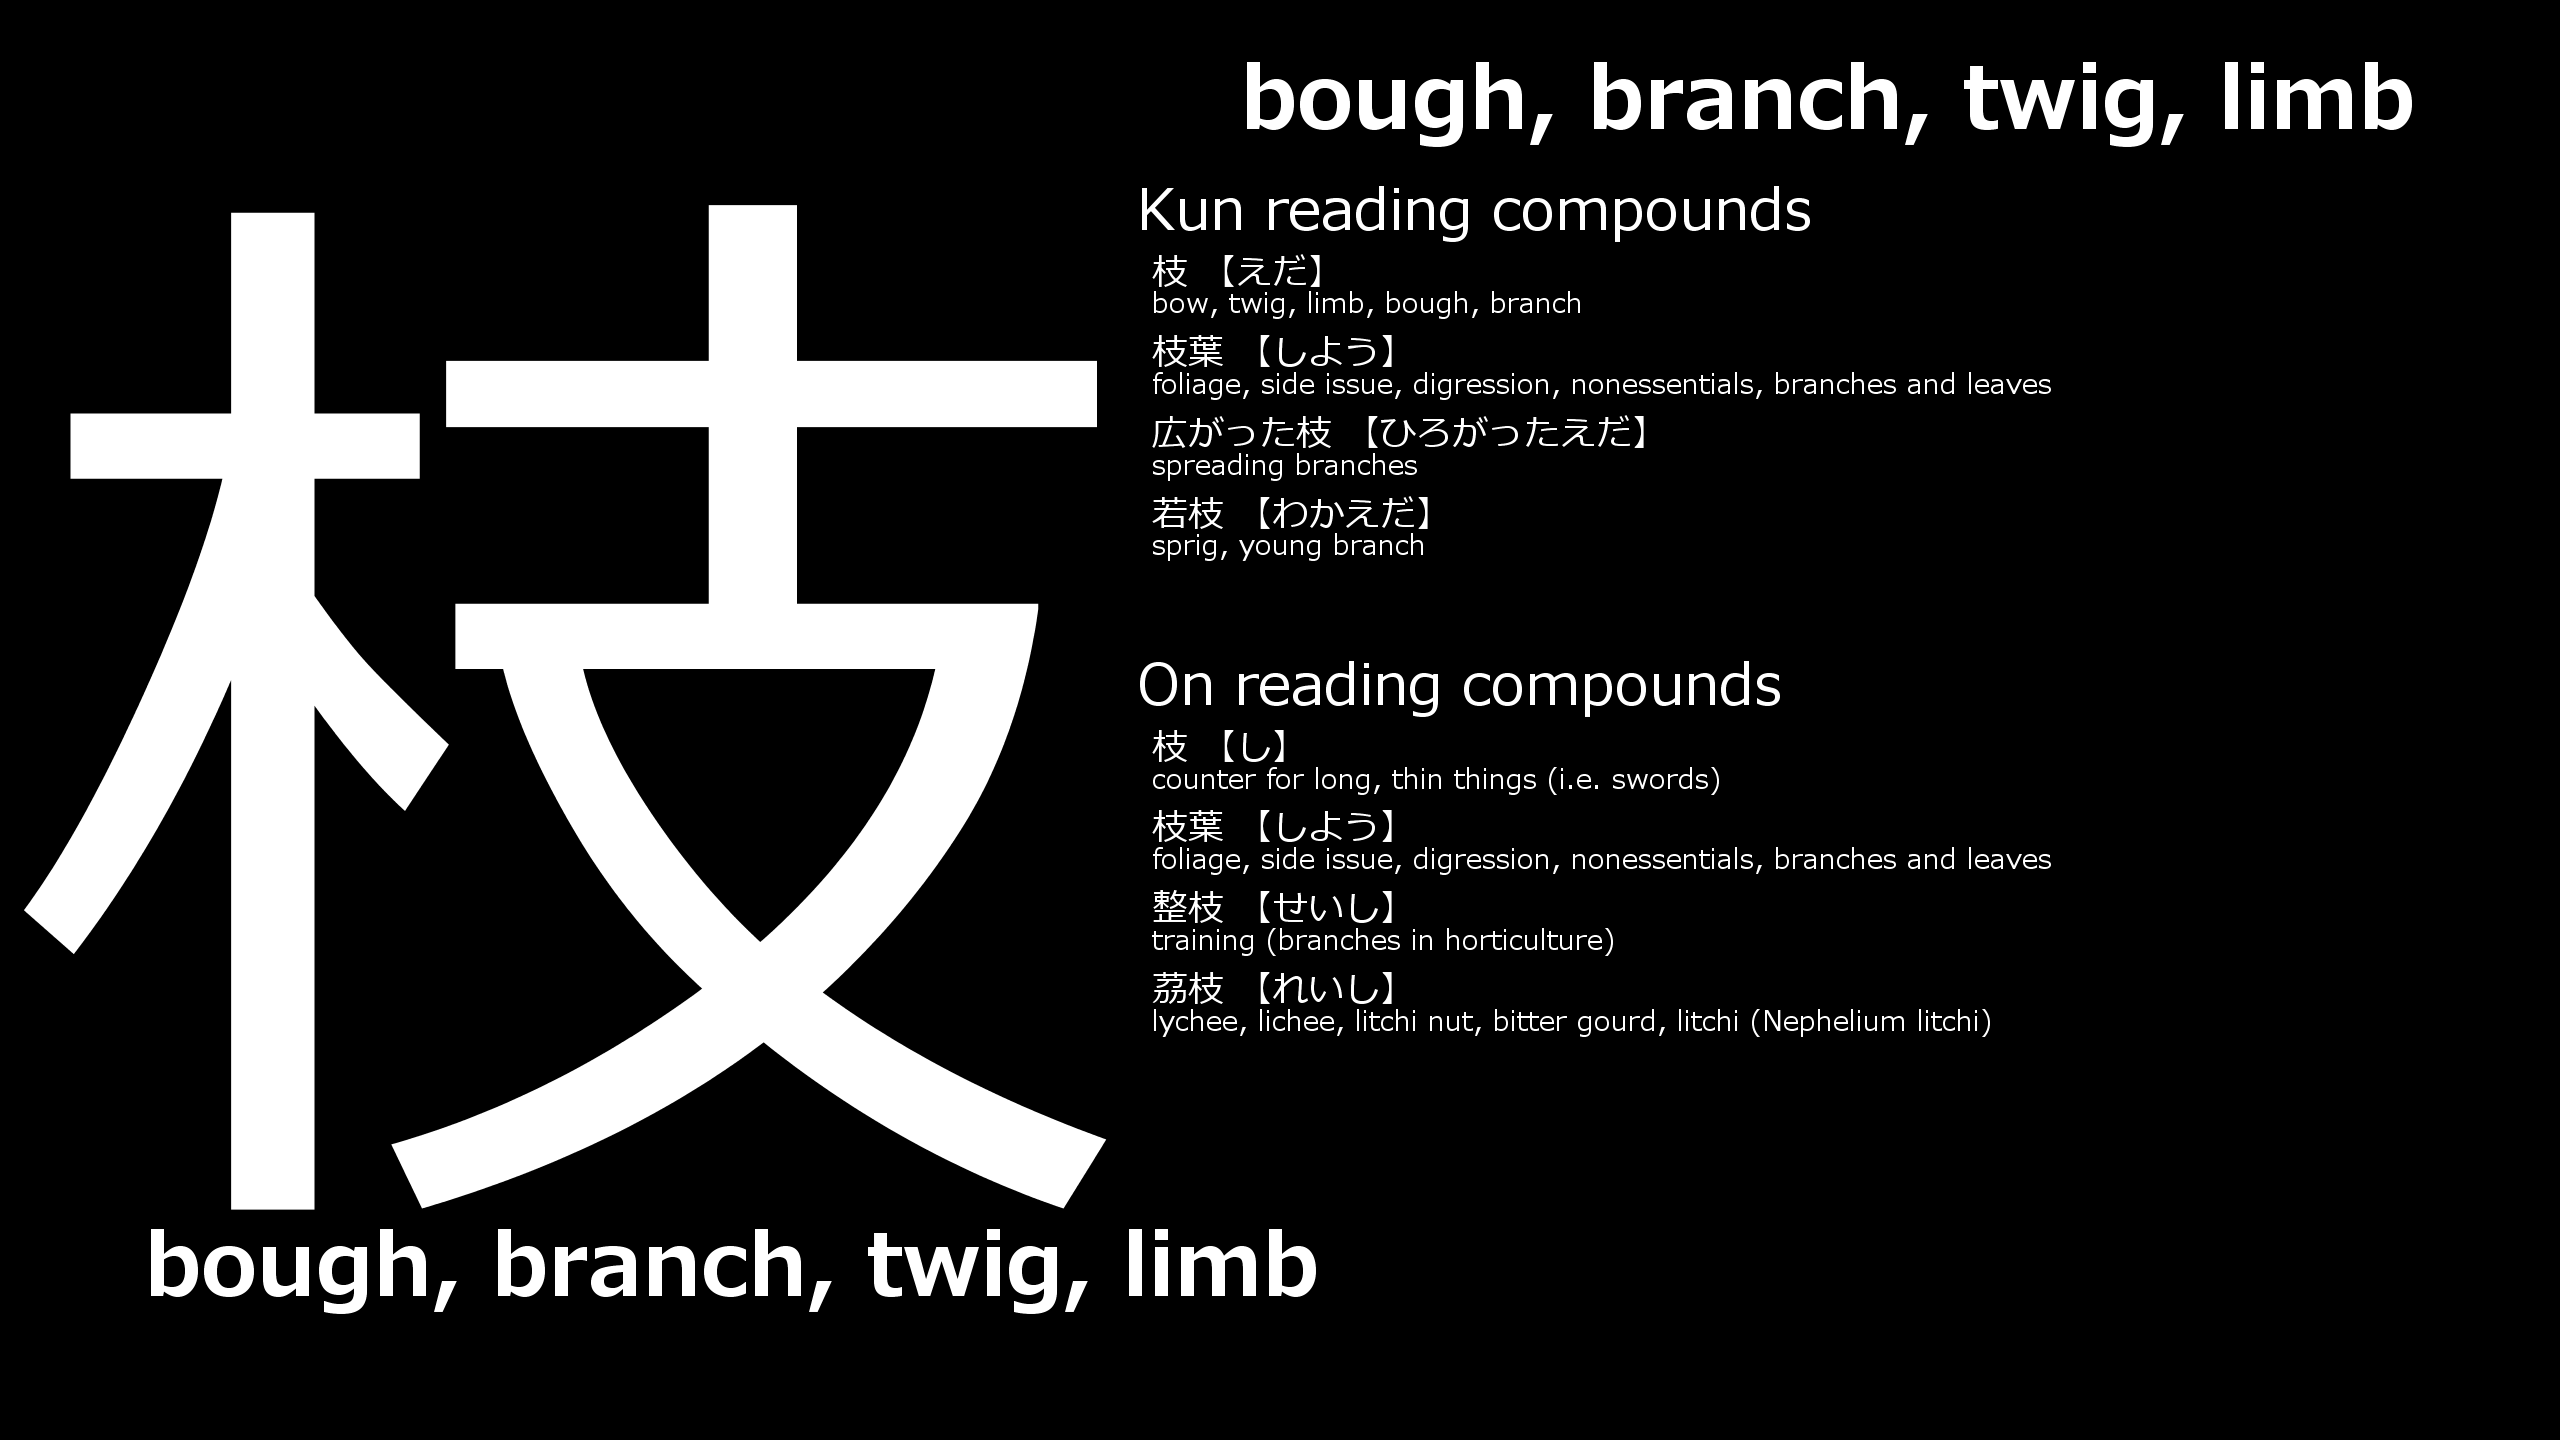 bough, branch, twig, limb
枝
Kun reading compounds
枝 【えだ】
bow, twig, limb, bough, branch
枝葉 【しよう】
foliage, side issue, digression, nonessentials, branches and leaves
広がった枝 【ひろがったえだ】
spreading branches
若枝 【わかえだ】
sprig, young branch
On reading compounds
枝 【し】
counter for long, thin things (i.e. swords)
枝葉 【しよう】
foliage, side issue, digression, nonessentials, branches and leaves
整枝 【せいし】
training (branches in horticulture)
茘枝 【れいし】
lychee, lichee, litchi nut, bitter gourd, litchi (Nephelium litchi)
bough, branch, twig, limb